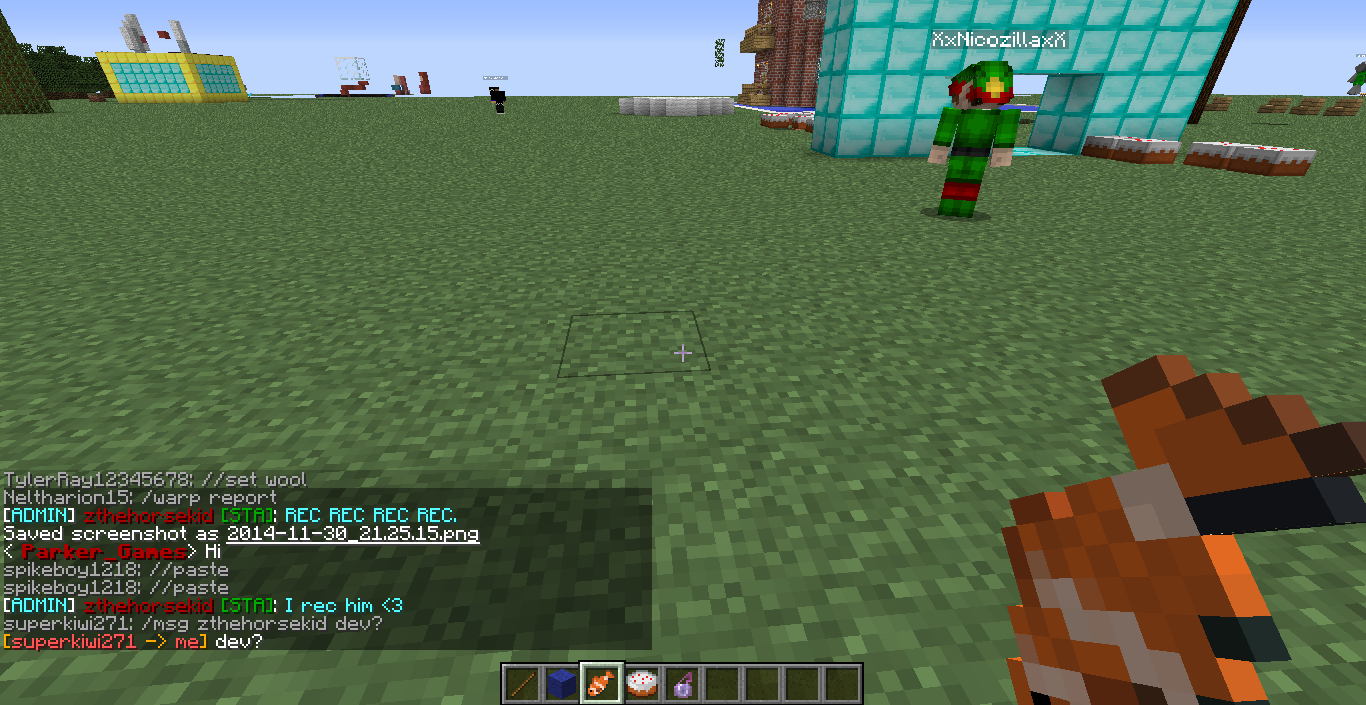 XxNicozillaxX
TylerRay12345678: //set wool
Neltharion15: /warp report
[ADMIN] zthehorsekid [STA]: REC REC REC REC.
Saved screenshot as 2014-11-30_21.25.15.png
< Parker_Games> Hi
spikeboy1218: //paste
spikeboy1218: //paste
[ADMIN] zthehorsekid [STA]: I rec him <3
superkiwi271: /msg zthehorsekid dev?
[superkiwi271 -> me] dev?